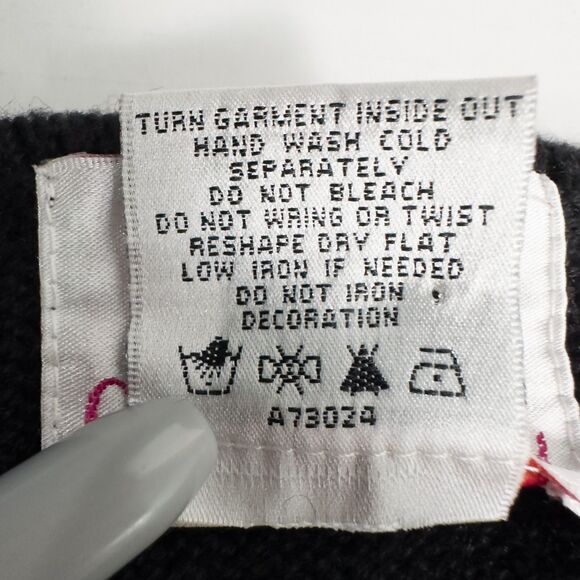 TURN GARMENT INSIDE OUT
HAND WASH COLD
SEPARATELY
DO NOT BLEACH
DO NOT WRING OR TWIST
RESHAPE DRY FLAT
LOW IRON IF NEEDED
DO NOT IRON
DECORATION
A73024